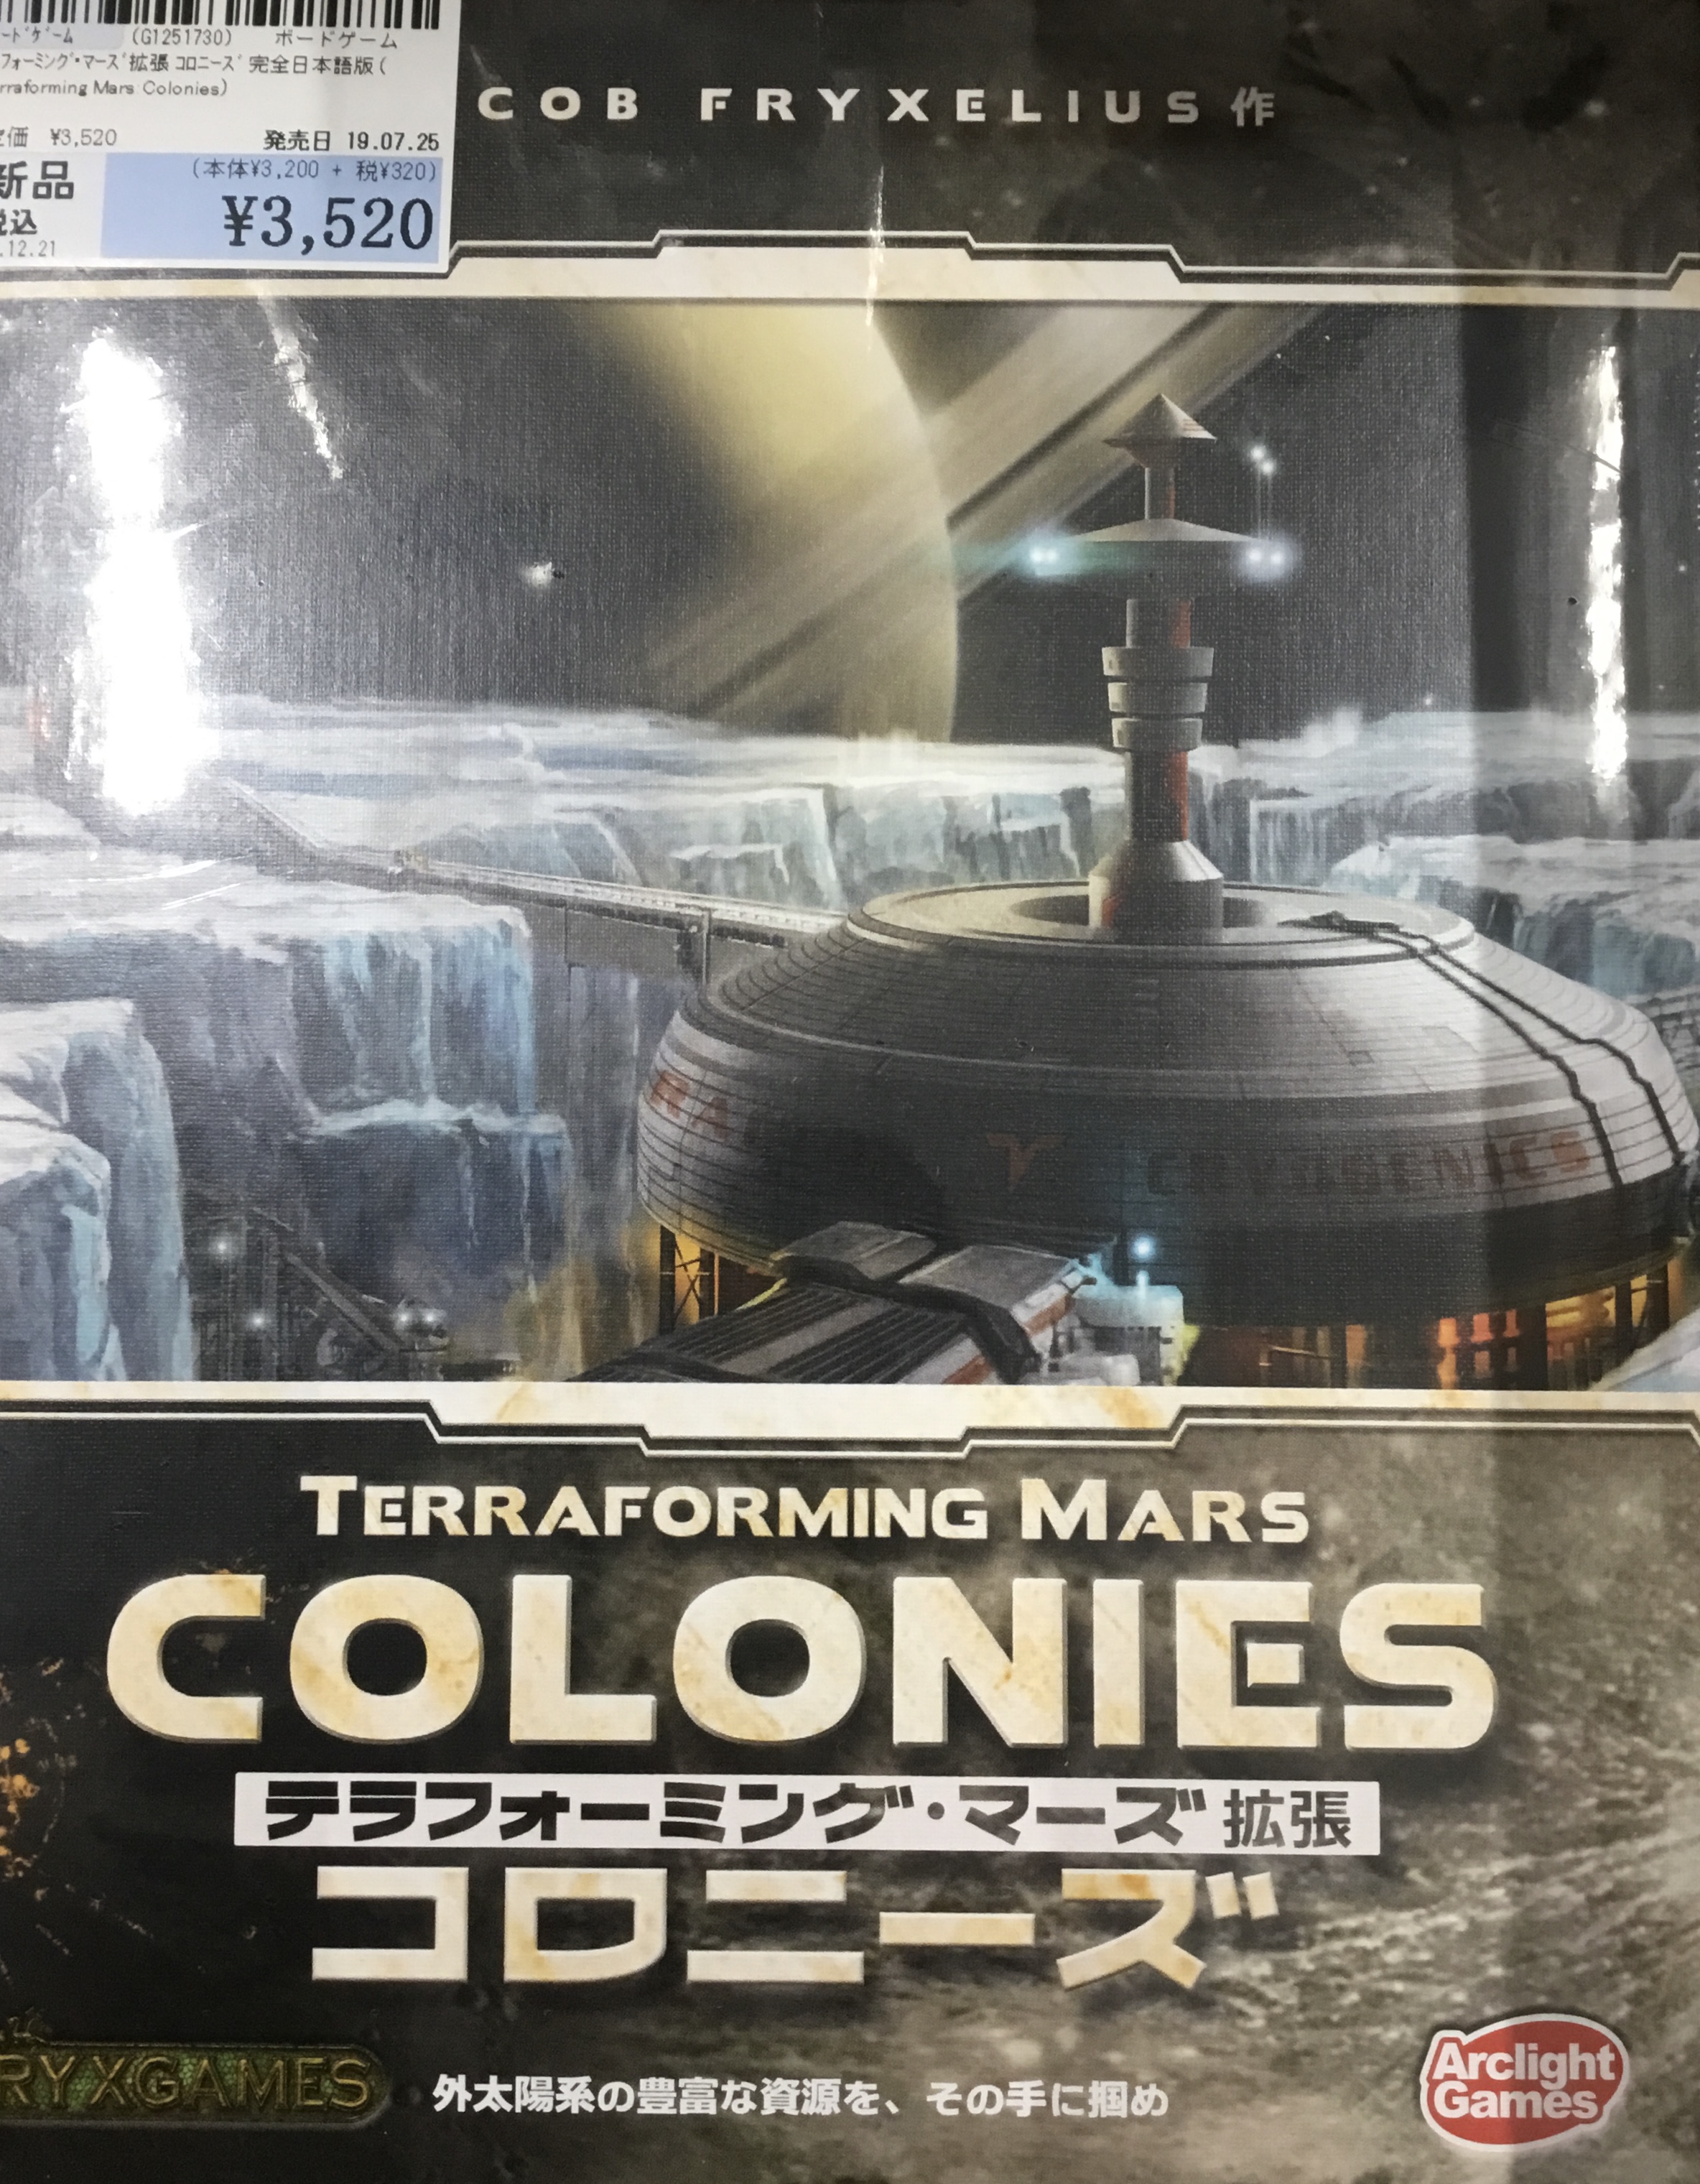 ードゲーム (G1251730) ボードゲーム
フォーミング・マーズ 拡張 コロニーズ 完全日本語版 (
rraforming Mars Colonies)
価 ¥3,520 発売日 19.07.25
新品 (本体¥3,200 + 税¥320)
税込 ¥3,520
.12.21
COB FRYXELIUS 作
CRYOGENICS
TERRAFORMING MARS
COLONIES
テラフォーミング・マーズ 拡張
コロニーズ
RYXGAMES
外太陽系の豊富な資源を、その手に掴め
Arclight
Games